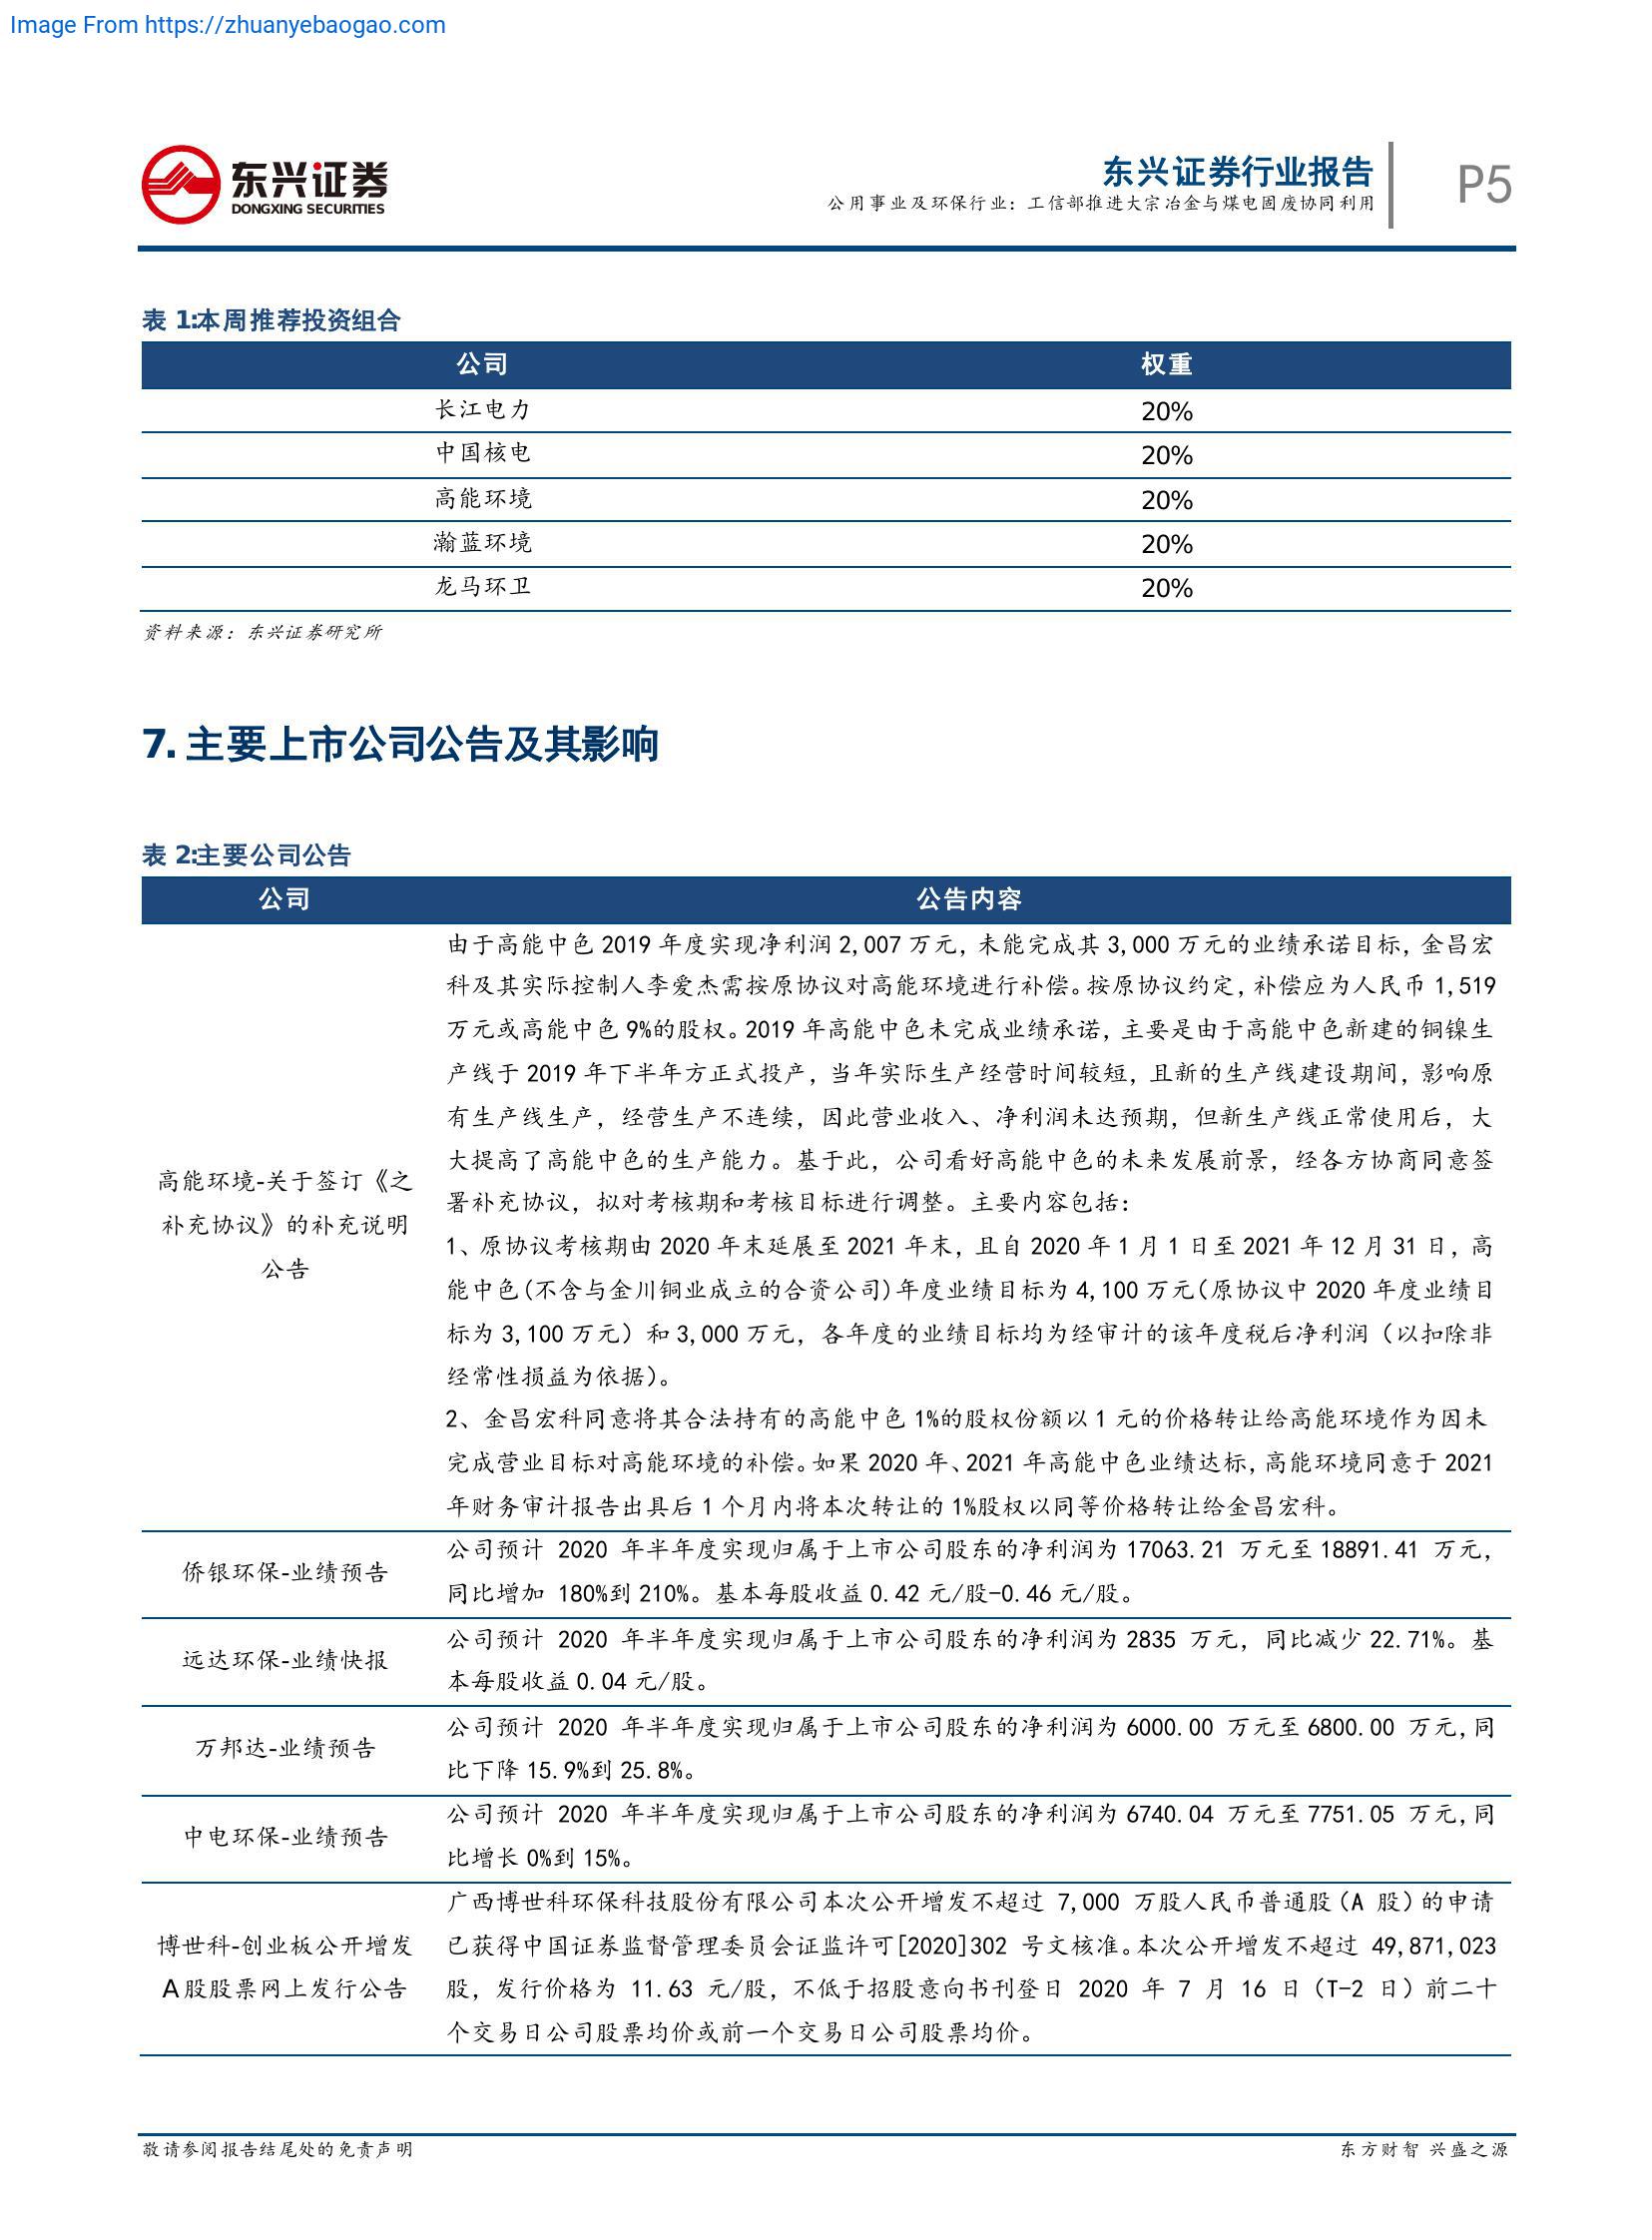 Image From https://zhuanyebaogao.com
东兴证券
DONGXING SECURITIES
东兴证券行业报告
公用事业及环保行业：工信部推进大宗冶金与煤电固废协同利用
P5
表 1:本周推荐投资组合
公司 权重
长江电力 20%
中国核电 20%
高能环境 20%
瀚蓝环境 20%
龙马环卫 20%
资料来源：东兴证券研究所
7. 主要上市公司公告及其影响
表 2:主要公司公告
公司 公告内容
高能环境-关于签订《之
补充协议》的补充说明
公告
由于高能中色 2019 年度实现净利润 2,007 万元，未能完成其 3,000 万元的业绩承诺目标，金昌宏
科及其实际控制人李爱杰需按原协议对高能环境进行补偿。按原协议约定，补偿应为人民币 1,519
万元或高能中色 9%的股权。2019 年高能中色未完成业绩承诺，主要是由于高能中色新建的铜镍生
产线于 2019 年下半年方正式投产，当年实际生产经营时间较短，且新的生产线建设期间，影响原
有生产线生产，经营生产不连续，因此营业收入、净利润未达预期，但新生产线正常使用后，大
大提高了高能中色的生产能力。基于此，公司看好高能中色的未来发展前景，经各方协商同意签
署补充协议，拟对考核期和考核目标进行调整。主要内容包括：
1、原协议考核期由 2020 年末延展至 2021 年末，且自 2020 年 1 月 1 日至 2021 年 12 月 31 日，高
能中色(不含与金川铜业成立的合资公司)年度业绩目标为 4,100 万元(原协议中 2020 年度业绩目
标为 3,100 万元）和 3,000 万元，各年度的业绩目标均为经审计的该年度税后净利润（以扣除非
经常性损益为依据)。
2、金昌宏科同意将其合法持有的高能中色 1%的股权份额以 1 元的价格转让给高能环境作为因未
完成营业目标对高能环境的补偿。如果 2020 年、2021 年高能中色业绩达标，高能环境同意于 2021
年财务审计报告出具后 1 个月内将本次转让的 1%股权以同等价格转让给金昌宏科。
侨银环保-业绩预告
公司预计 2020 年半年度实现归属于上市公司股东的净利润为 17063.21 万元至 18891.41 万元，
同比增加 180%到 210%。基本每股收益 0.42 元/股-0.46 元/股。
远达环保-业绩快报
公司预计 2020 年半年度实现归属于上市公司股东的净利润为 2835 万元，同比减少 22.71%。基
本每股收益 0.04 元/股。
万邦达-业绩预告
公司预计 2020 年半年度实现归属于上市公司股东的净利润为 6000.00 万元至 6800.00 万元，同
比下降 15.9%到 25.8%。
中电环保-业绩预告
公司预计 2020 年半年度实现归属于上市公司股东的净利润为 6740.04 万元至 7751.05 万元，同
比增长 0%到 15%。
博世科-创业板公开增发
A 股股票网上发行公告
广西博世科环保科技股份有限公司本次公开增发不超过 7,000 万股人民币普通股（A 股）的申请
已获得中国证券监督管理委员会证监许可[2020]302 号文核准。本次公开增发不超过 49,871,023
股，发行价格为 11.63 元/股，不低于招股意向书刊登日 2020 年 7 月 16 日（T-2 日）前二十
个交易日公司股票均价或前一个交易日公司股票均价。
敬请参阅报告结尾处的免责声明
东方财智 兴盛之源